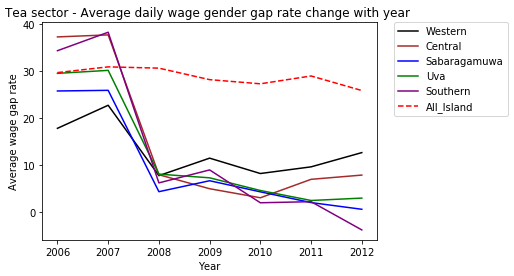 Tea sector - Average daily wage gender gap rate change with year
Average wage gap rate
40
30
20
10
0
2006 2007 2008 2009 2010 2011 2012
Year
Western
Central
Sabaragamuwa
Uva
Southern
All_Island